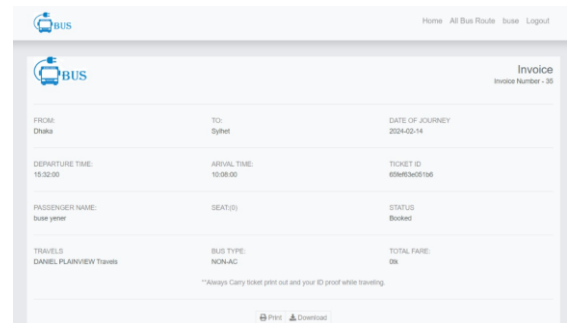 BUS
Home All Bus Route buse Logout
BUS
Invoice
Invoice Number - 35
FROM: TO: DATE OF JOURNEY
Dhaka Sylhet 2024-02-14
DEPARTURE TIME: ARIVAL TIME: TICKET ID
15:32:00 10:08:00
PASSENGER NAME: SEAT:(0) STATUS
buse yener Booked
TRAVELS BUS TYPE: TOTAL FARE:
DANIEL PLAINVIEW Travels NON-AC 0tk
**Always Carry ticket print out and your ID proof while traveling.
Print Download